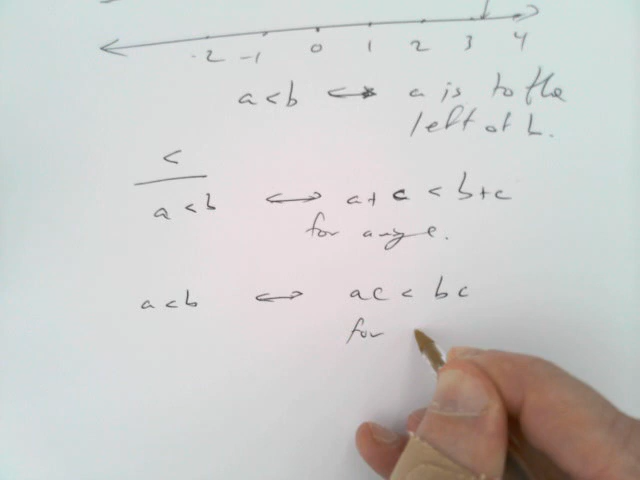 -2 -1 0 1 2 3 4
a < b ⟷ a is to the
left of b.
<
a < b ⟷ a + c < b + c
for any c.
a < b ⟷ ac < bc
for